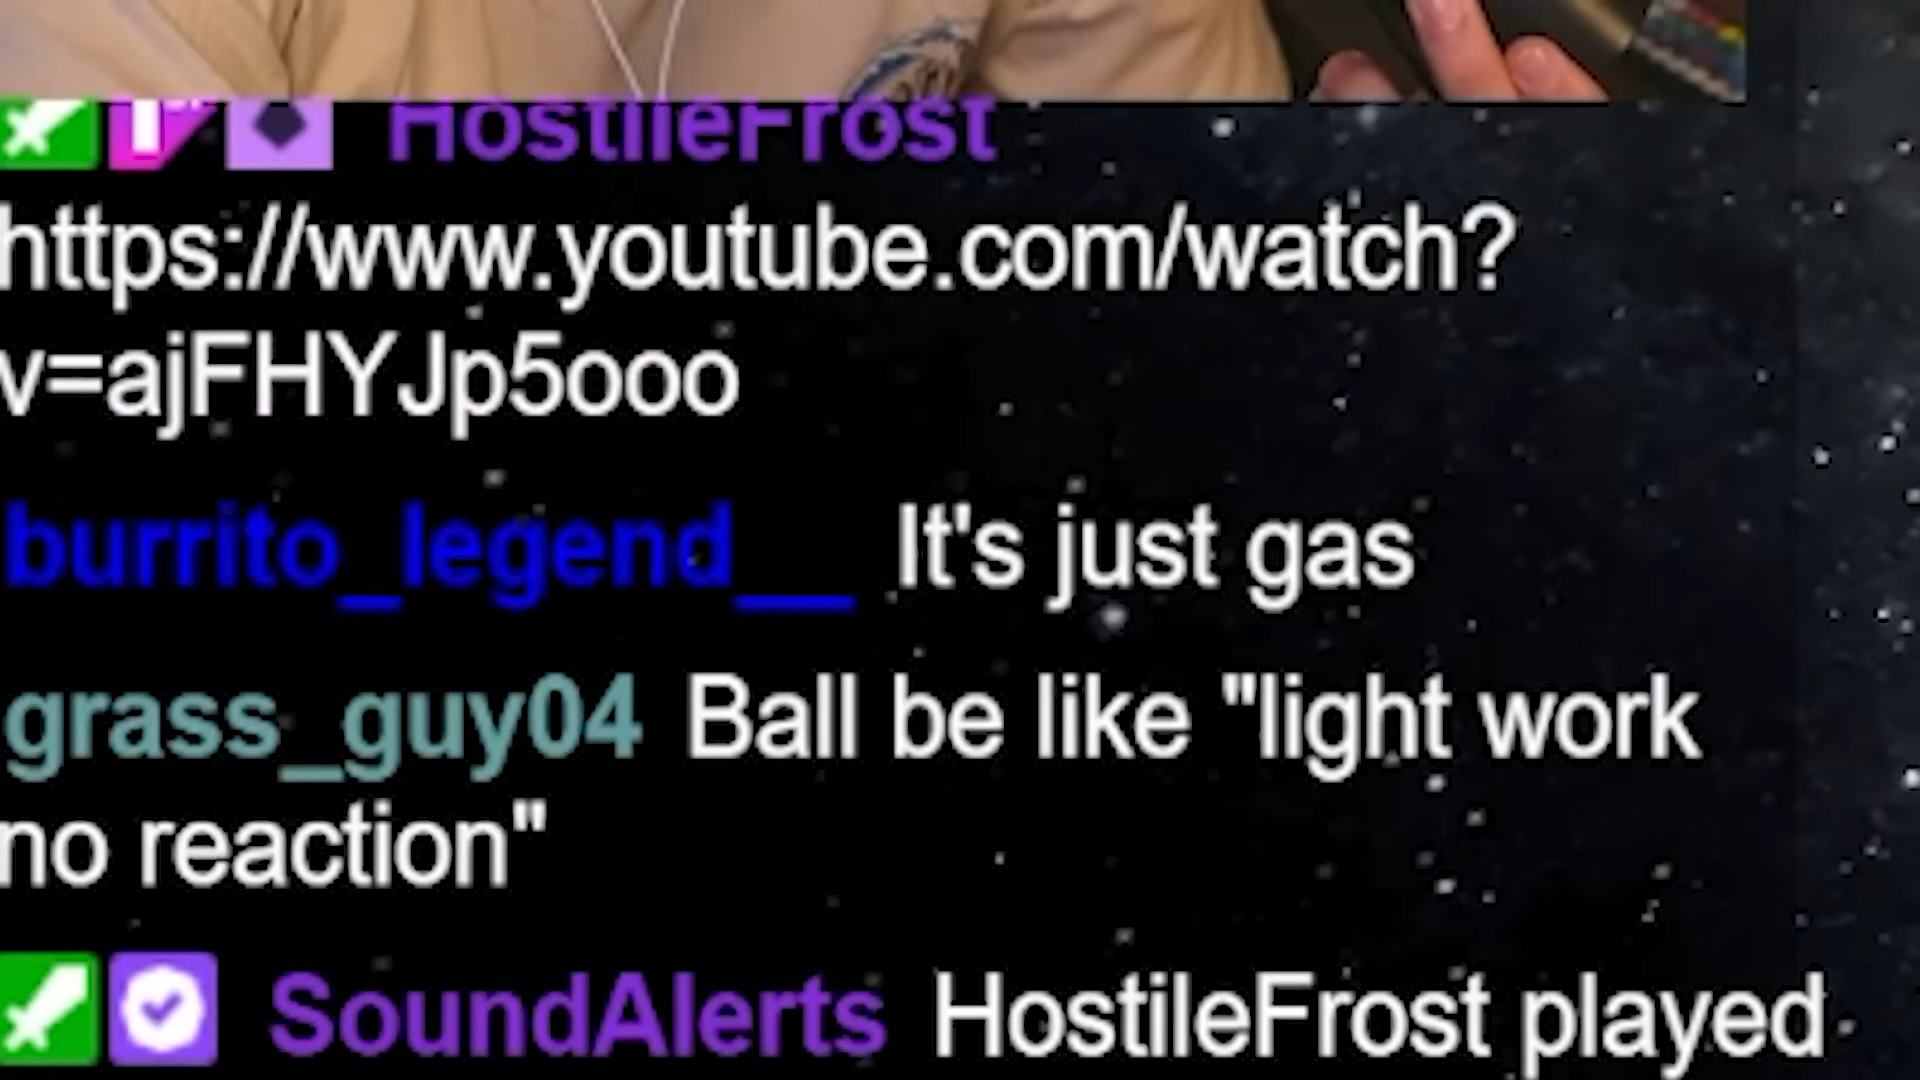 HostileFrost
https://www.youtube.com/watch?
v=ajFHYJp5ooo
burrito_legend__ It's just gas
grass_guy04 Ball be like "light work
no reaction"
SoundAlerts HostileFrost played